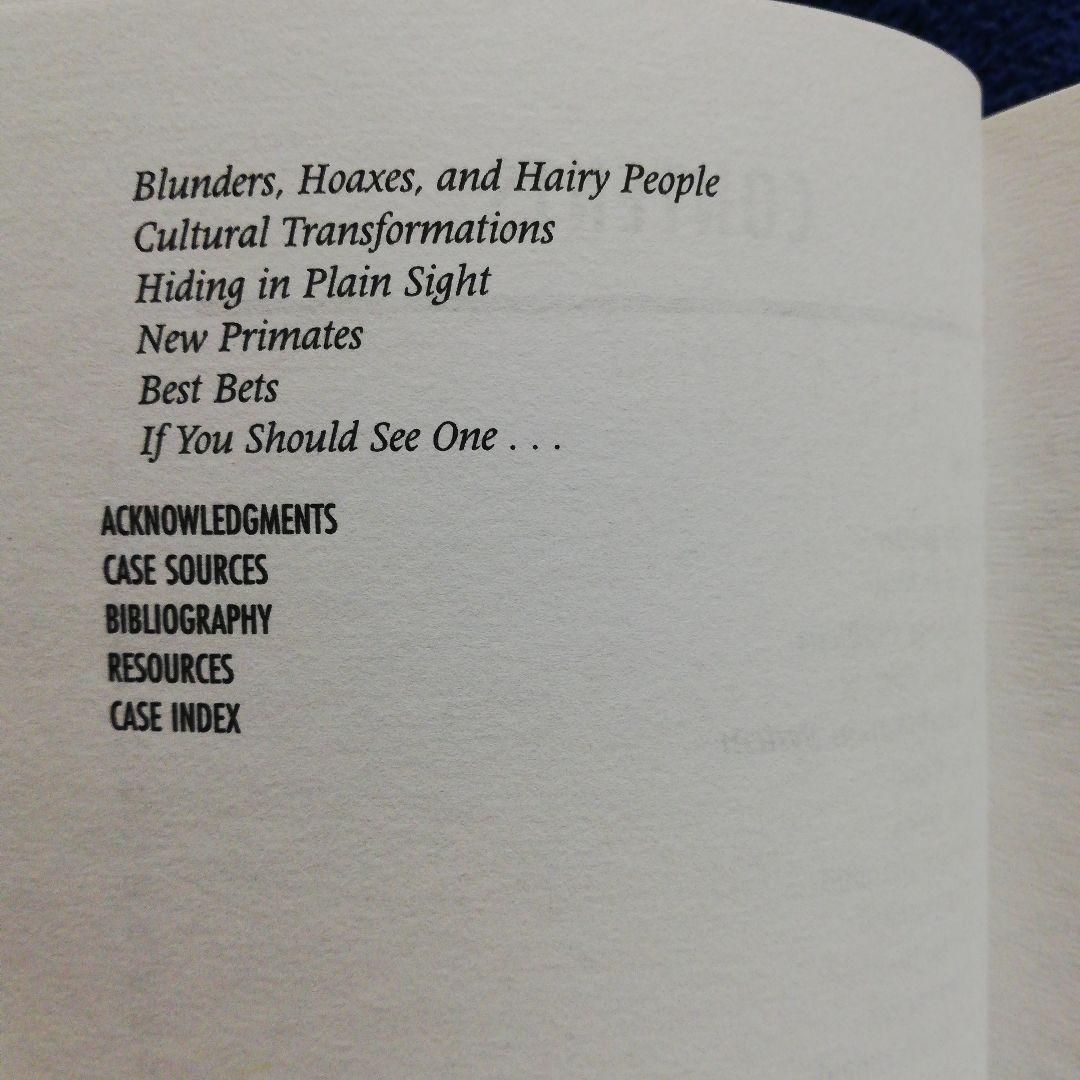 Blunders, Hoaxes, and Hairy People
Cultural Transformations
Hiding in Plain Sight
New Primates
Best Bets
If You Should See One . . .
ACKNOWLEDGMENTS
CASE SOURCES
BIBLIOGRAPHY
RESOURCES
CASE INDEX